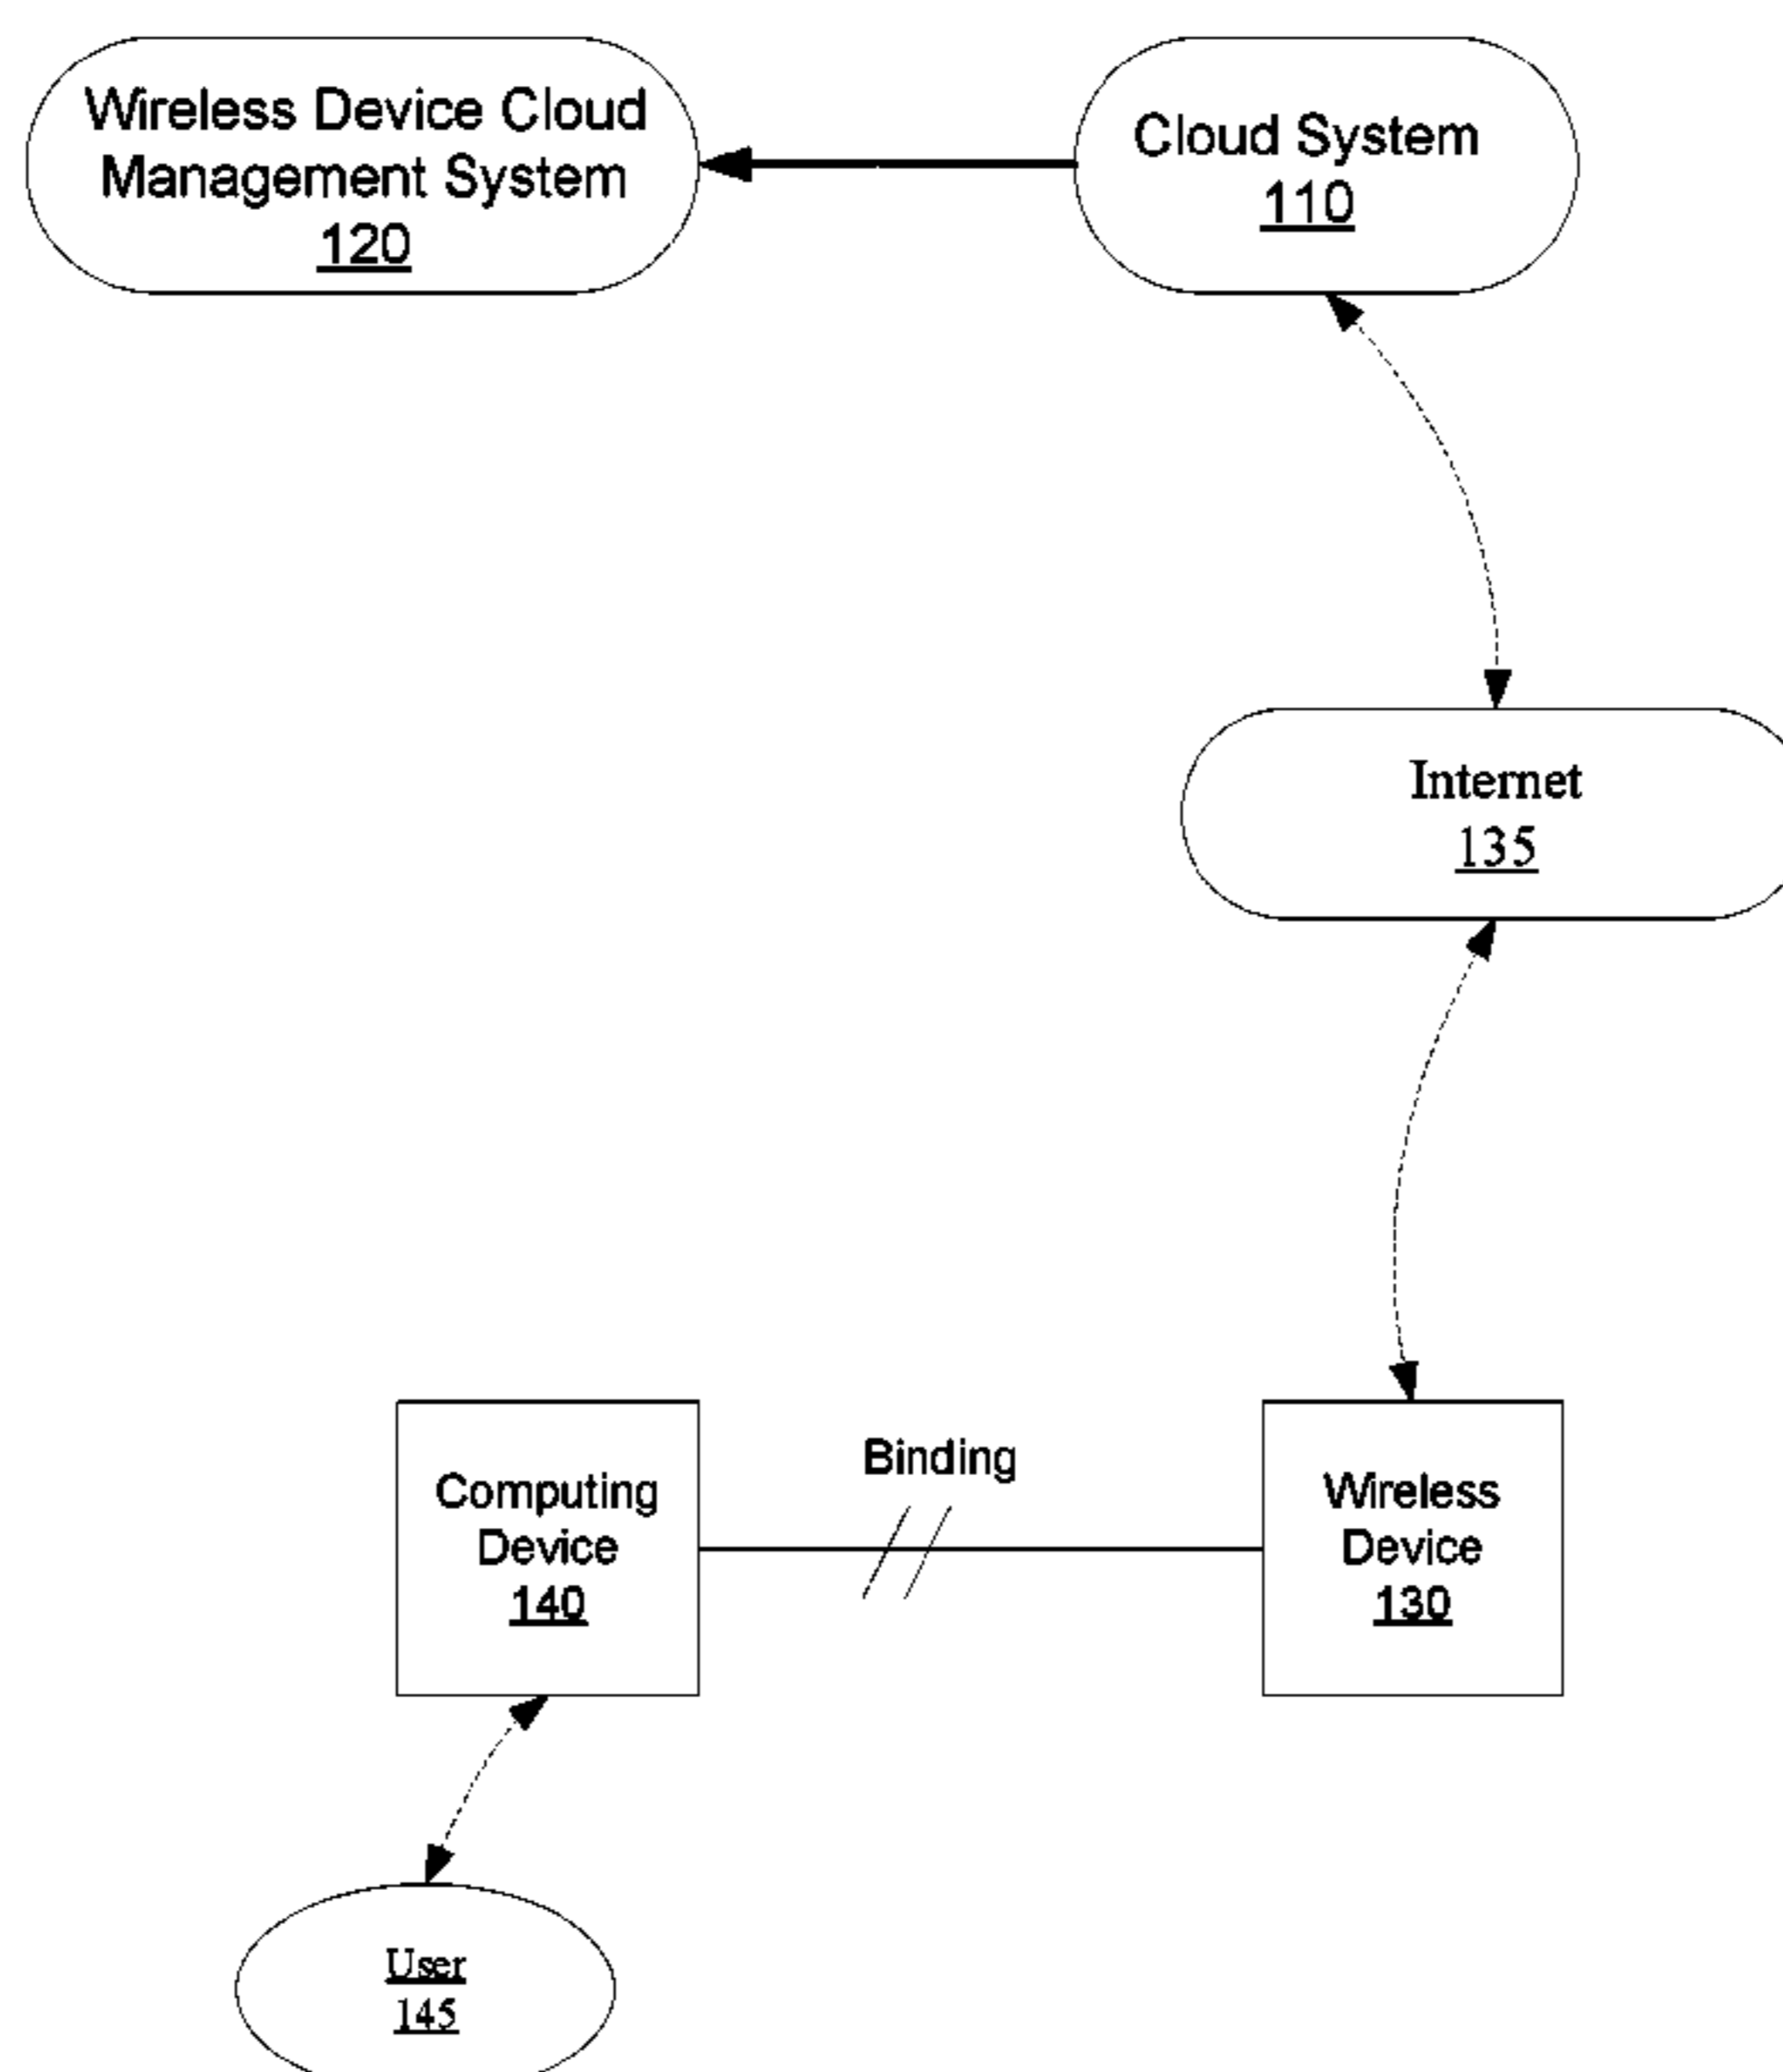 Wireless Device Cloud
Management System
120
Cloud System
110
Internet
135
Computing
Device
140
Binding
Wireless
Device
130
User
145